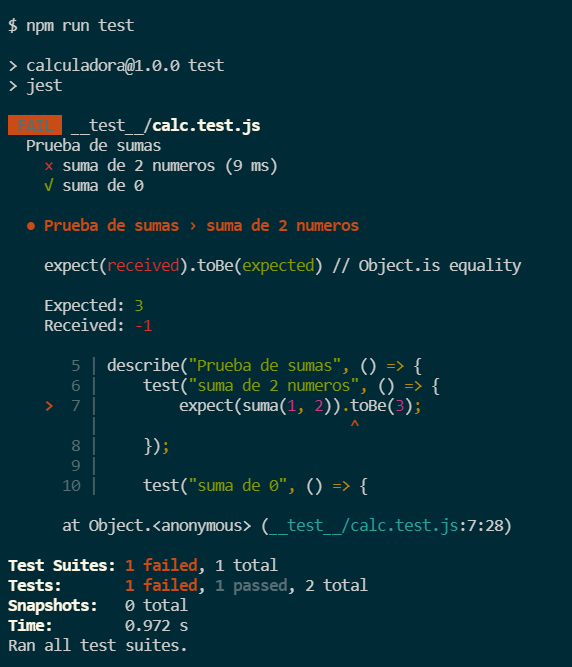 $ npm run test
> calculadora@1.0.0 test
> jest
FAIL __test__/calc.test.js
Prueba de sumas
× suma de 2 numeros (9 ms)
√ suma de 0
● Prueba de sumas › suma de 2 numeros
expect(received).toBe(expected) // Object.is equality
Expected: 3
Received: -1
5 | describe("Prueba de sumas", () => {
6 |     test("suma de 2 numeros", () => {
> 7 |         expect(suma(1, 2)).toBe(3);
|                            ^
8 |     });
9 |
10 |     test("suma de 0", () => {
at Object.<anonymous> (__test__/calc.test.js:7:28)
Test Suites: 1 failed, 1 total
Tests:       1 failed, 1 passed, 2 total
Snapshots:   0 total
Time:        0.972 s
Ran all test suites.